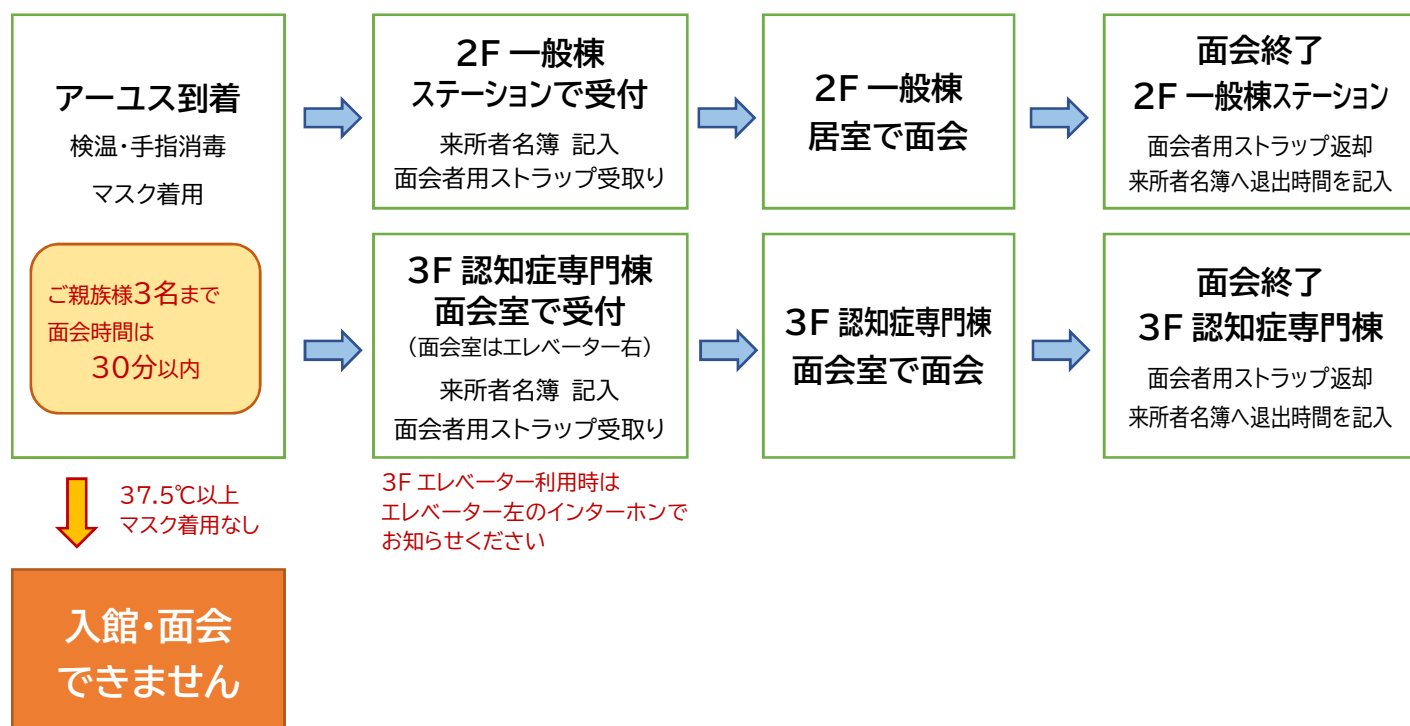 アーユス到着
検温・手指消毒
マスク着用
ご親族様3名まで
面会時間は
30分以内
2F 一般棟
ステーションで受付
来所者名簿 記入
面会者用ストラップ受取り
2F 一般棟
居室で面会
面会終了
2F 一般棟ステーション
面会者用ストラップ返却
来所者名簿へ退出時間を記入
3F 認知症専門棟
面会室で受付
(面会室はエレベーター右)
来所者名簿 記入
面会者用ストラップ受取り
3F 認知症専門棟
面会室で面会
面会終了
3F 認知症専門棟
面会者用ストラップ返却
来所者名簿へ退出時間を記入
37.5℃以上
マスク着用なし
3F エレベーター利用時は
エレベーター左のインターホンで
お知らせください
入館・面会
できません